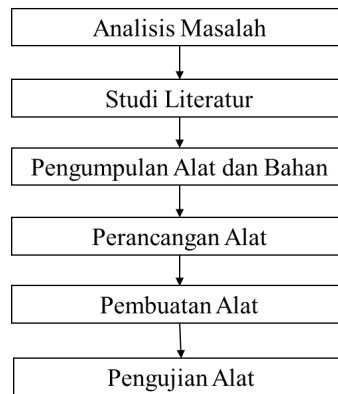 Analisis Masalah
Studi Literatur
Pengumpulan Alat dan Bahan
Perancangan Alat
Pembuatan Alat
Pengujian Alat